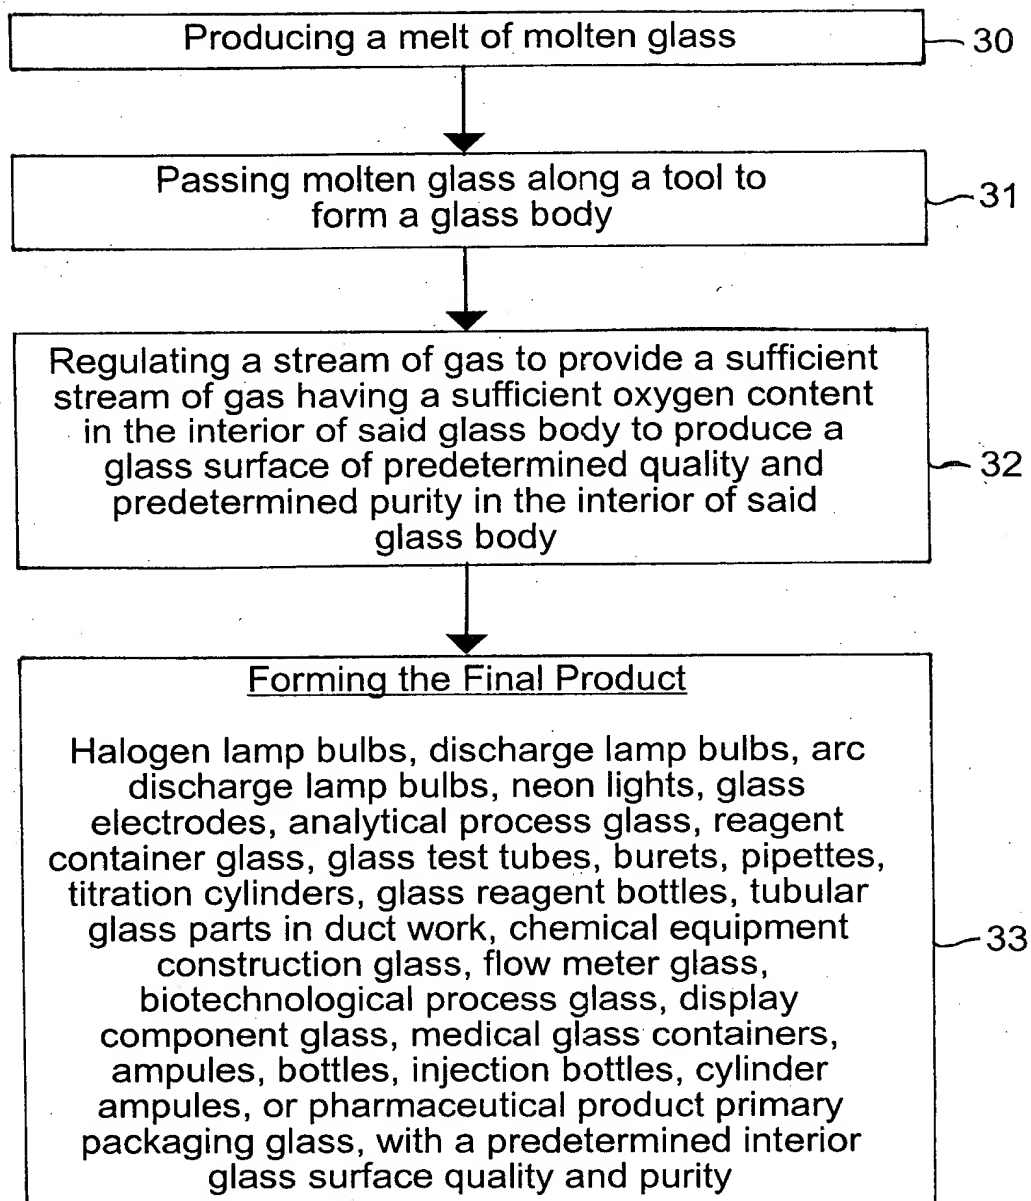 Producing a melt of molten glass
30
Passing molten glass along a tool to
form a glass body
31
Regulating a stream of gas to provide a sufficient
stream of gas having a sufficient oxygen content
in the interior of said glass body to produce a
glass surface of predetermined quality and
predetermined purity in the interior of said
glass body
32
Forming the Final Product
Halogen lamp bulbs, discharge lamp bulbs, arc
discharge lamp bulbs, neon lights, glass
electrodes, analytical process glass, reagent
container glass, glass test tubes, burets, pipettes,
titration cylinders, glass reagent bottles, tubular
glass parts in duct work, chemical equipment
construction glass, flow meter glass,
biotechnological process glass, display
component glass, medical glass containers,
ampules, bottles, injection bottles, cylinder
ampules, or pharmaceutical product primary
packaging glass, with a predetermined interior
glass surface quality and purity
33